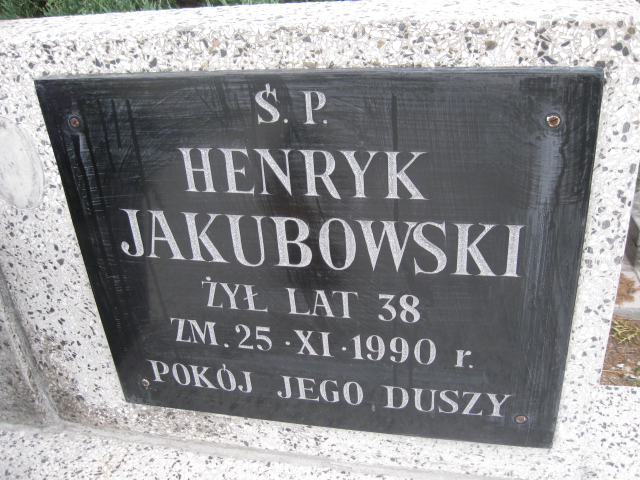 Ś. P.
HENRYK
JAKUBOWSKI
ŻYŁ LAT 38
ZM. 25 · XI · 1990 r.
POKÓJ JEGO DUSZY